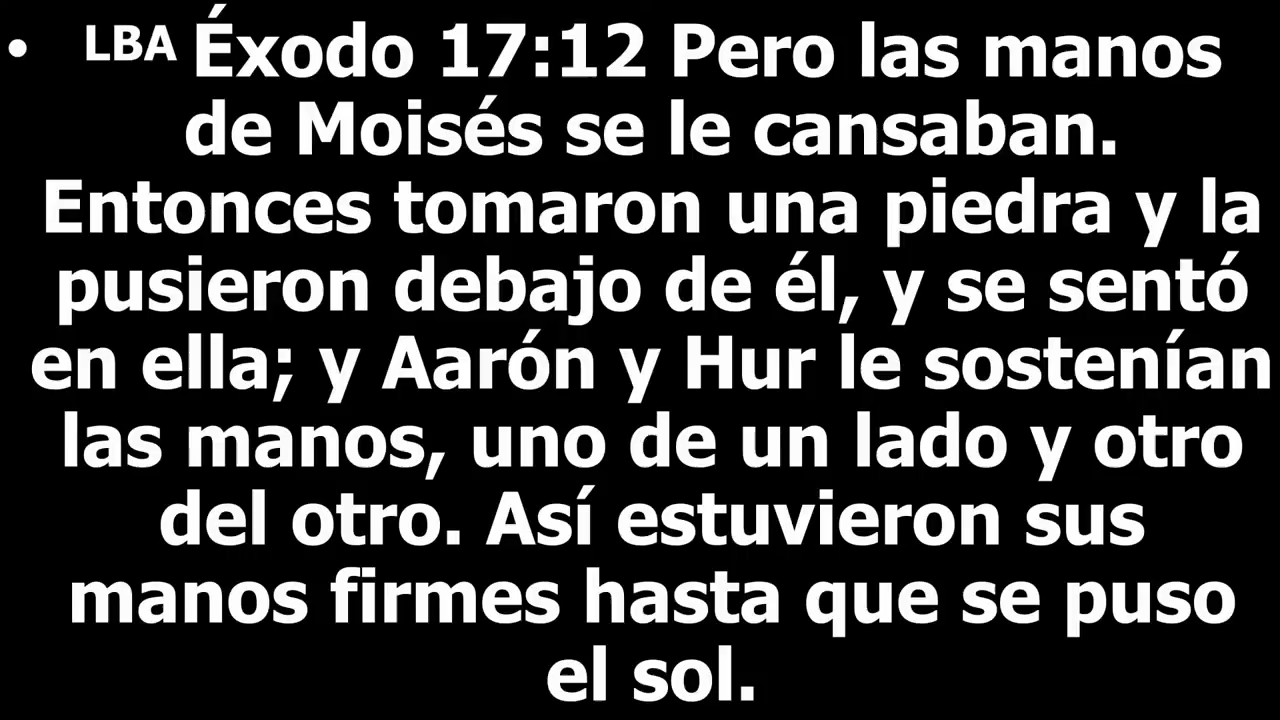 • LBA Éxodo 17:12 Pero las manos
de Moisés se le cansaban.
Entonces tomaron una piedra y la
pusieron debajo de él, y se sentó
en ella; y Aarón y Hur le sostenían
las manos, uno de un lado y otro
del otro. Así estuvieron sus
manos firmes hasta que se puso
el sol.